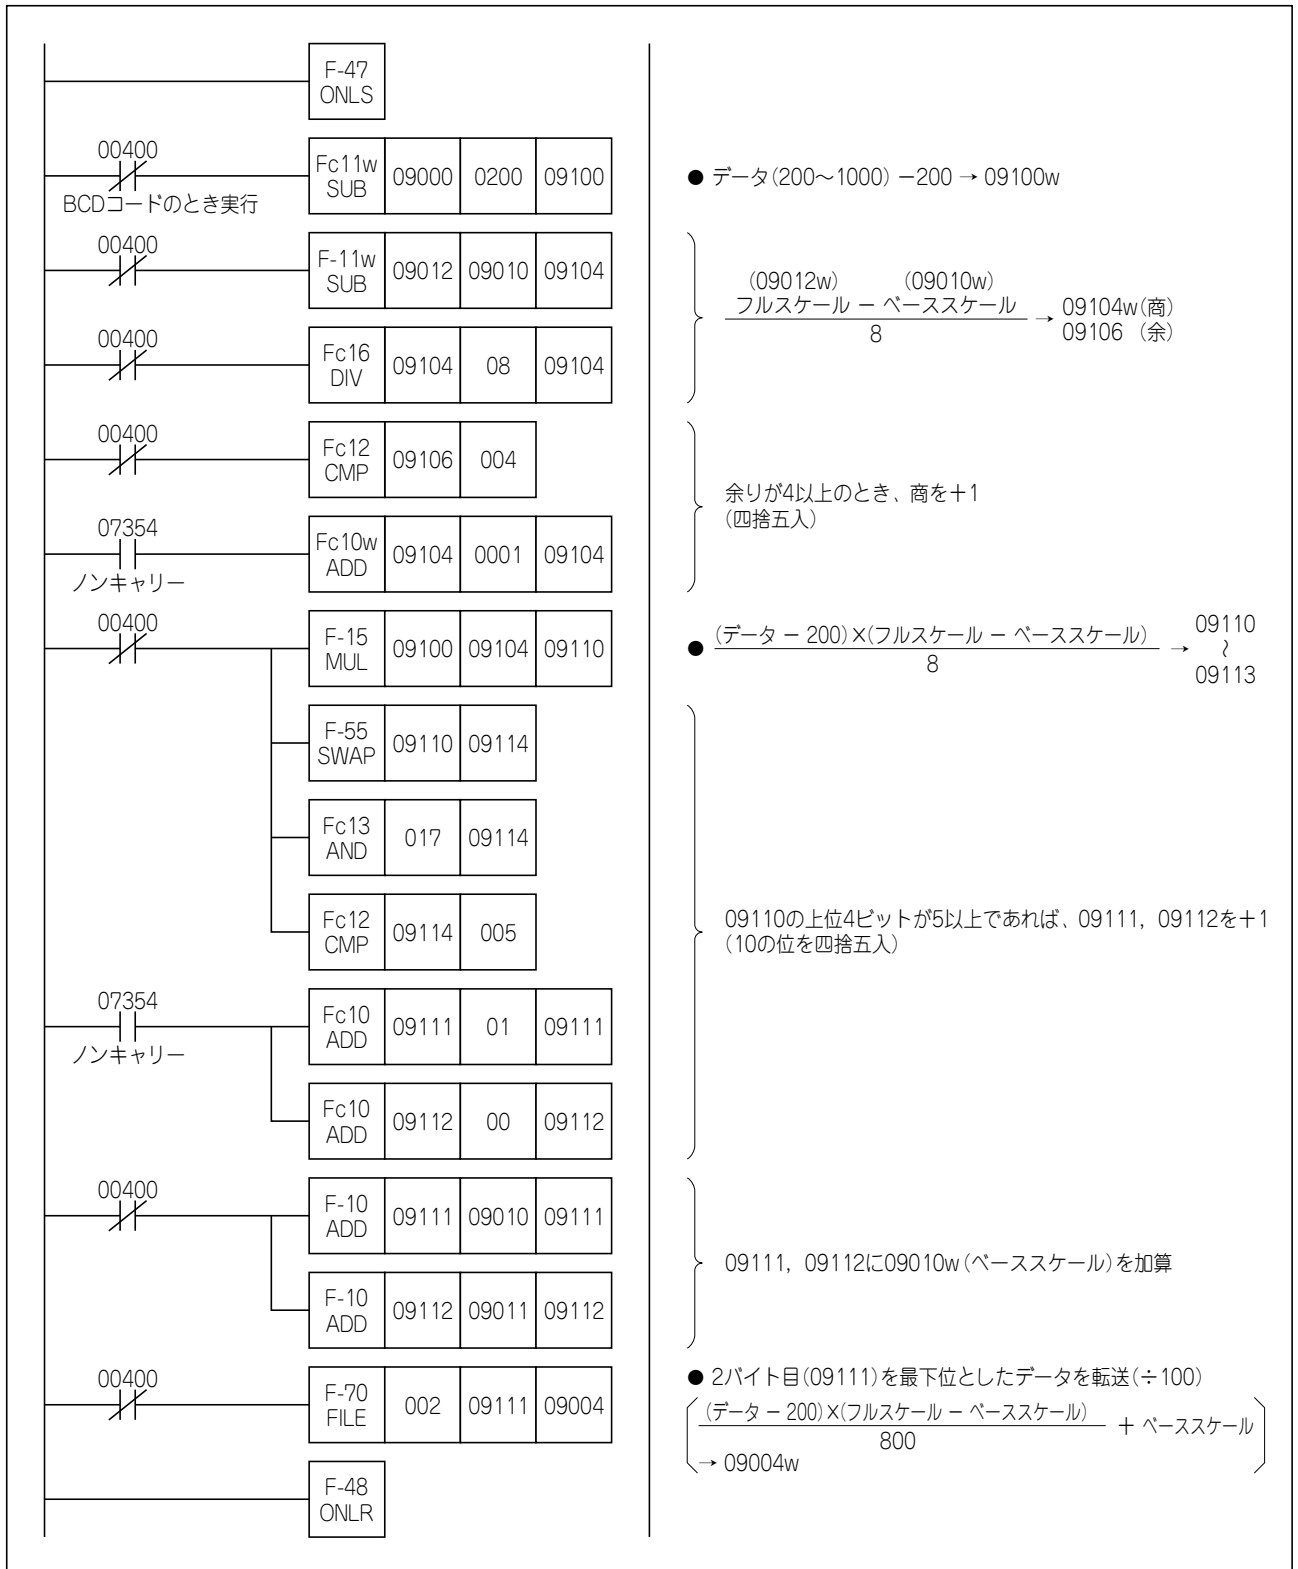 F-47
ONLS
00400
BCDコードのとき実行
Fc11w
SUB
09000
0200
09100
● データ(200〜1000) −200 → 09100w
00400
F-11w
SUB
09012
09010
09104
(09012w) (09010w)
フルスケール − ベーススケール
8
→ 09104w(商)
09106 (余)
00400
Fc16
DIV
09104
08
09104
00400
Fc12
CMP
09106
004
余りが4以上のとき、商を+1
(四捨五入)
07354
ノンキャリー
Fc10w
ADD
09104
0001
09104
00400
F-15
MUL
09100
09104
09110
● (データ − 200)×(フルスケール − ベーススケール)
8
→ 09110
〜
09113
F-55
SWAP
09110
09114
Fc13
AND
017
09114
Fc12
CMP
09114
005
09110の上位4ビットが5以上であれば、09111, 09112を+1
(10の位を四捨五入)
07354
ノンキャリー
Fc10
ADD
09111
01
09111
Fc10
ADD
09112
00
09112
00400
F-10
ADD
09111
09010
09111
F-10
ADD
09112
09011
09112
09111, 09112に09010w(ベーススケール)を加算
00400
F-70
FILE
002
09111
09004
● 2バイト目(09111)を最下位としたデータを転送(÷100)
(データ − 200)×(フルスケール − ベーススケール)
800
+ ベーススケール
→ 09004w
F-48
ONLR